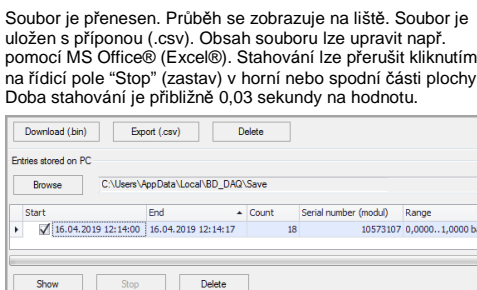 Soubor je přenesen. Průběh se zobrazuje na liště. Soubor je
uložen s příponou (.csv). Obsah souboru lze upravit např.
pomocí MS Office® (Excel®). Stahování lze přerušit kliknutím
na řídicí pole “Stop” (zastav) v horní nebo spodní části plochy
Doba stahování je přibližně 0,03 sekundy na hodnotu.
Download (.bin) Export (.csv) Delete
Entries stored on PC
Browse C:\Users\AppData\Local\BD_DAQ\Save
Start End Count Serial number (modul) Range
16.04.2019 12:14:00 16.04.2019 12:14:17 18 10573107 0,0000..1,0000 ba
Show Stop Delete